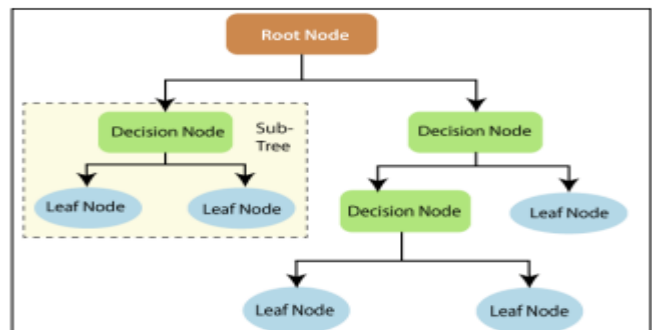 Root Node
Decision Node
Sub-
Tree
Decision Node
Leaf Node
Leaf Node
Decision Node
Leaf Node
Leaf Node
Leaf Node